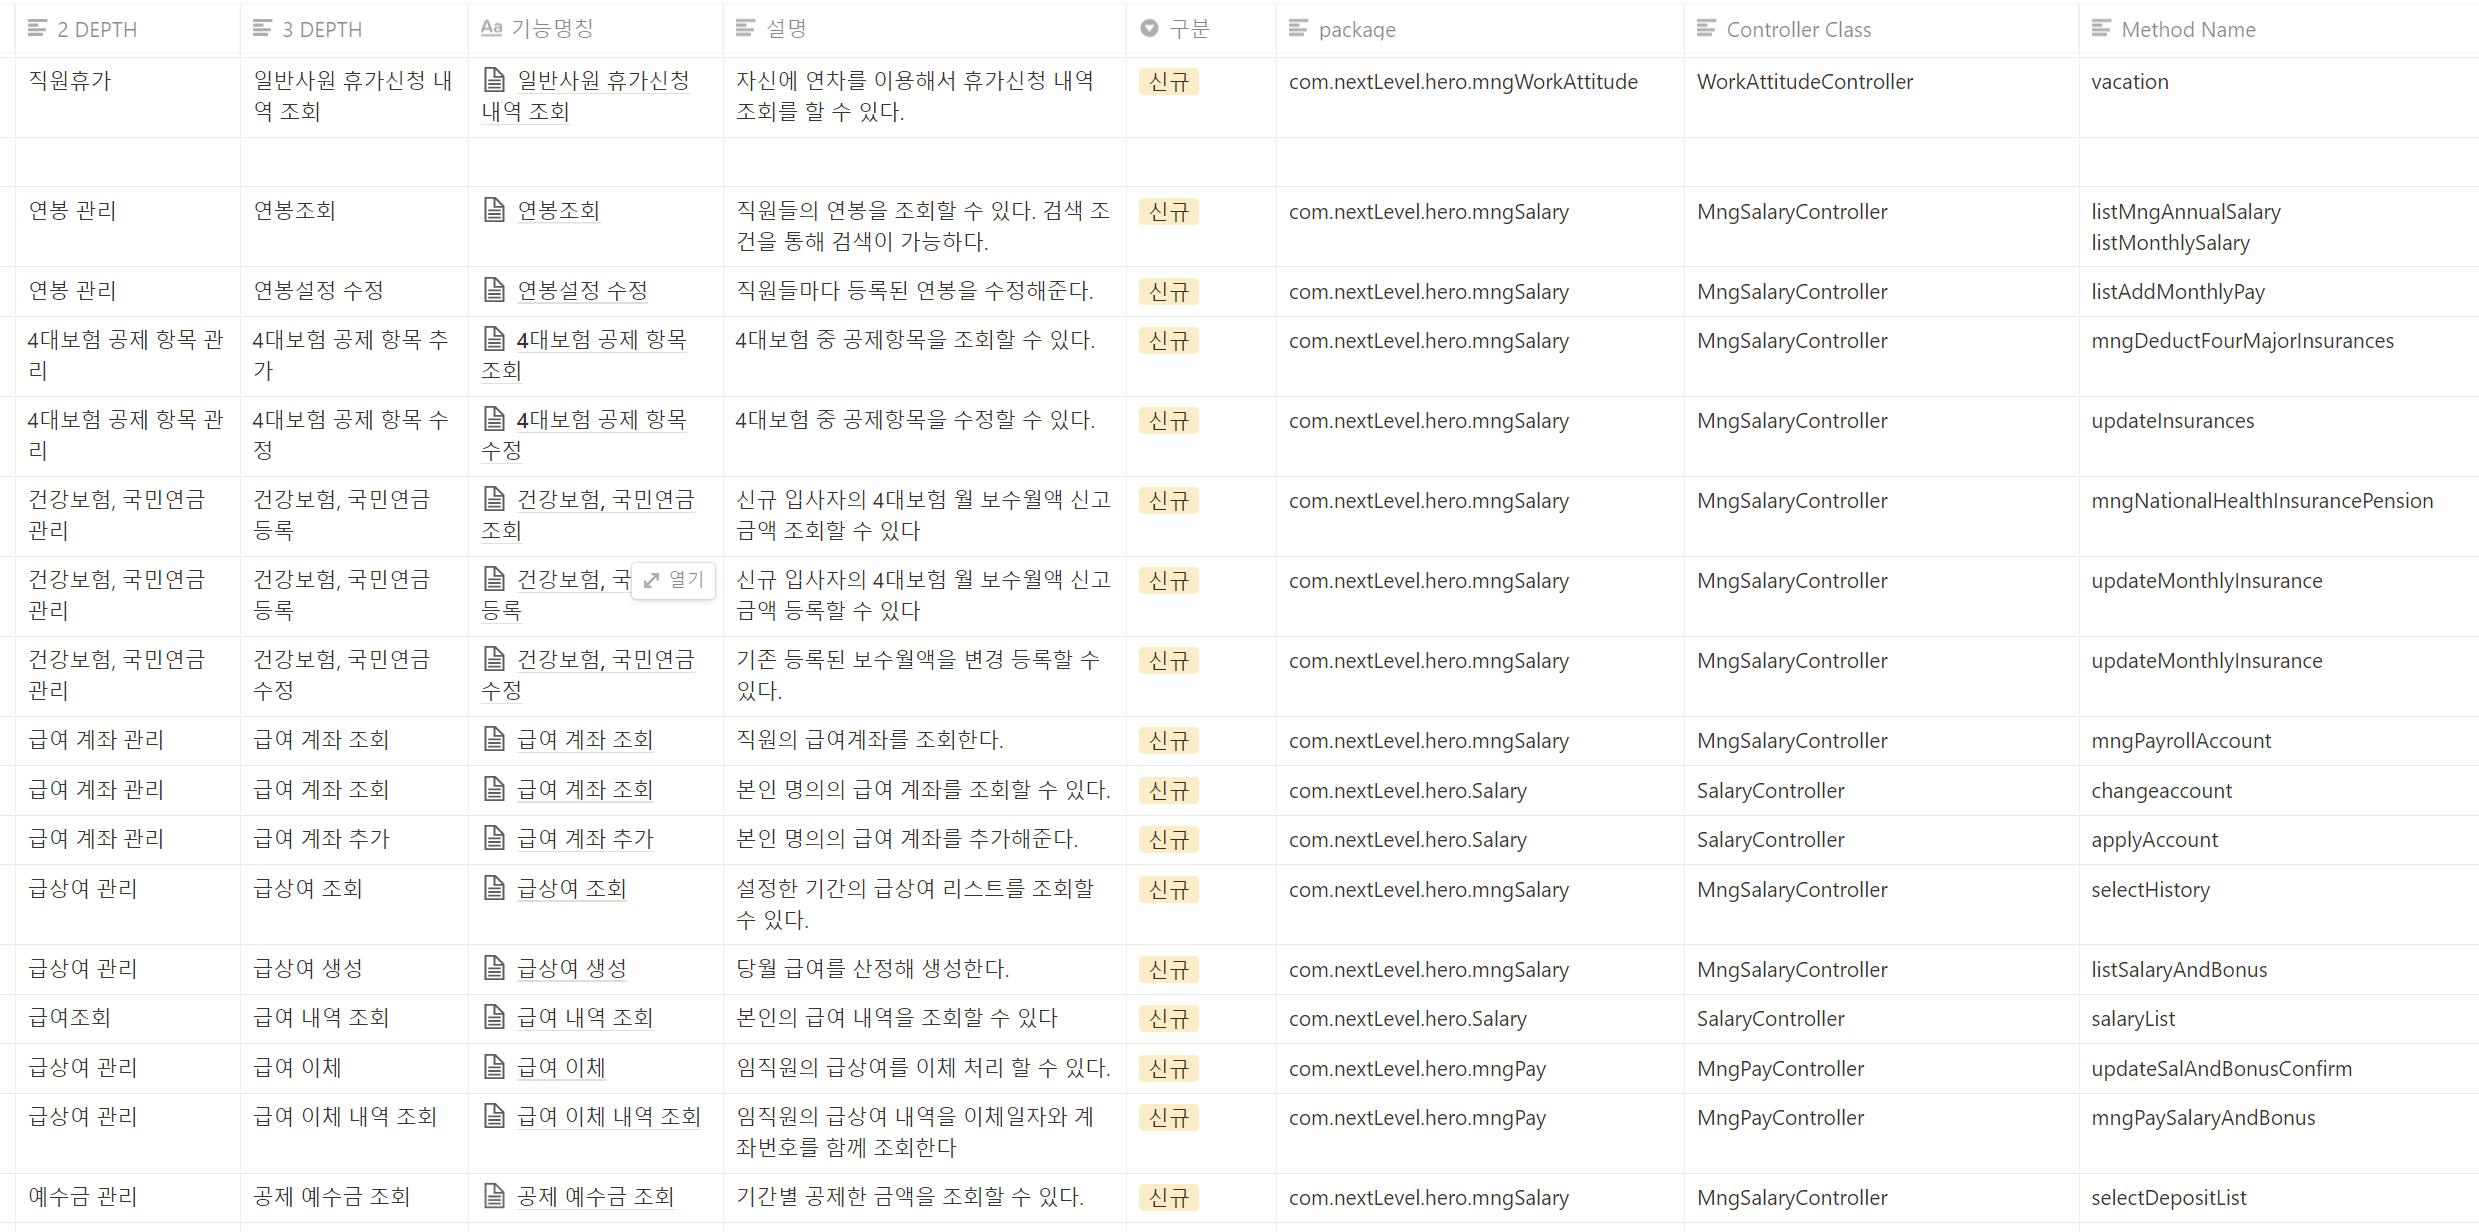 2 DEPTH
3 DEPTH
Aa 기능명칭
설명
구분
package
Controller Class
Method Name
직원휴가
일반사원 휴가신청 내
역 조회
일반사원 휴가신청
내역 조회
자신에 연차를 이용해서 휴가신청 내역
조회를 할 수 있다.
신규
com.nextLevel.hero.mngWorkAttitude
WorkAttitudeController
vacation
연봉 관리
연봉조회
연봉조회
직원들의 연봉을 조회할 수 있다. 검색 조
건을 통해 검색이 가능하다.
신규
com.nextLevel.hero.mngSalary
MngSalaryController
listMngAnnualSalary
listMonthlySalary
연봉 관리
연봉설정 수정
연봉설정 수정
직원들마다 등록된 연봉을 수정해준다.
신규
com.nextLevel.hero.mngSalary
MngSalaryController
listAddMonthlyPay
4대보험 공제 항목 관
리
4대보험 공제 항목 추
가
4대보험 공제 항목
조회
4대보험 중 공제항목을 조회할 수 있다.
신규
com.nextLevel.hero.mngSalary
MngSalaryController
mngDeductFourMajorInsurances
4대보험 공제 항목 관
리
4대보험 공제 항목 수
정
4대보험 공제 항목
수정
4대보험 중 공제항목을 수정할 수 있다.
신규
com.nextLevel.hero.mngSalary
MngSalaryController
updateInsurances
건강보험, 국민연금
관리
건강보험, 국민연금
등록
건강보험, 국민연금
조회
신규 입사자의 4대보험 월 보수월액 신고
금액 조회할 수 있다
신규
com.nextLevel.hero.mngSalary
MngSalaryController
mngNationalHealthInsurancePension
건강보험, 국민연금
관리
건강보험, 국민연금
등록
건강보험, 국
열기
등록
신규 입사자의 4대보험 월 보수월액 신고
금액 등록할 수 있다
신규
com.nextLevel.hero.mngSalary
MngSalaryController
updateMonthlyInsurance
건강보험, 국민연금
관리
건강보험, 국민연금
수정
건강보험, 국민연금
수정
기존 등록된 보수월액을 변경 등록할 수
있다.
신규
com.nextLevel.hero.mngSalary
MngSalaryController
updateMonthlyInsurance
급여 계좌 관리
급여 계좌 조회
급여 계좌 조회
직원의 급여계좌를 조회한다.
신규
com.nextLevel.hero.mngSalary
MngSalaryController
mngPayrollAccount
급여 계좌 관리
급여 계좌 조회
급여 계좌 조회
본인 명의의 급여 계좌를 조회할 수 있다.
신규
com.nextLevel.hero.Salary
SalaryController
changeaccount
급여 계좌 관리
급여 계좌 추가
급여 계좌 추가
본인 명의의 급여 계좌를 추가해준다.
신규
com.nextLevel.hero.Salary
SalaryController
applyAccount
급상여 관리
급상여 조회
급상여 조회
설정한 기간의 급상여 리스트를 조회할
수 있다.
신규
com.nextLevel.hero.mngSalary
MngSalaryController
selectHistory
급상여 관리
급상여 생성
급상여 생성
당월 급여를 산정해 생성한다.
신규
com.nextLevel.hero.mngSalary
MngSalaryController
listSalaryAndBonus
급여조회
급여 내역 조회
급여 내역 조회
본인의 급여 내역을 조회할 수 있다
신규
com.nextLevel.hero.Salary
SalaryController
salaryList
급상여 관리
급여 이체
급여 이체
임직원의 급상여를 이체 처리 할 수 있다.
신규
com.nextLevel.hero.mngPay
MngPayController
updateSalAndBonusConfirm
급상여 관리
급여 이체 내역 조회
급여 이체 내역 조회
임직원의 급상여 내역을 이체일자와 계
좌번호를 함께 조회한다
신규
com.nextLevel.hero.mngPay
MngPayController
mngPaySalaryAndBonus
예수금 관리
공제 예수금 조회
공제 예수금 조회
기간별 공제한 금액을 조회할 수 있다.
신규
com.nextLevel.hero.mngSalary
MngSalaryController
selectDepositList